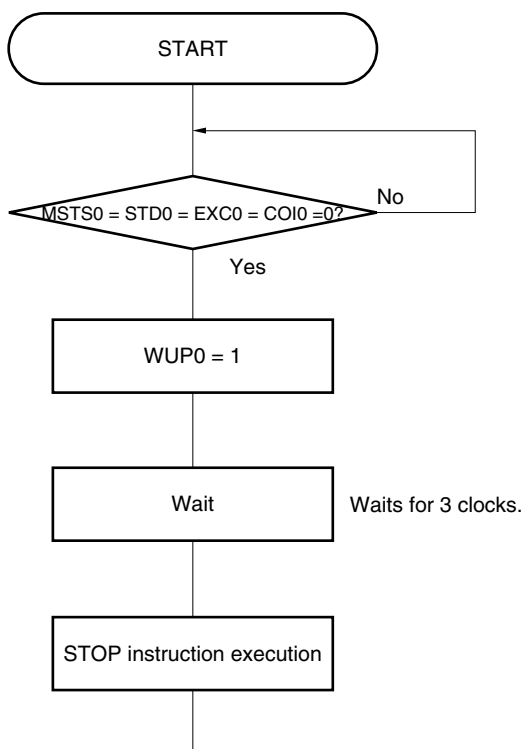 START
MSTS0 = STD0 = EXC0 = COI0 =0?
No
Yes
WUP0 = 1
Wait
Waits for 3 clocks.
STOP instruction execution